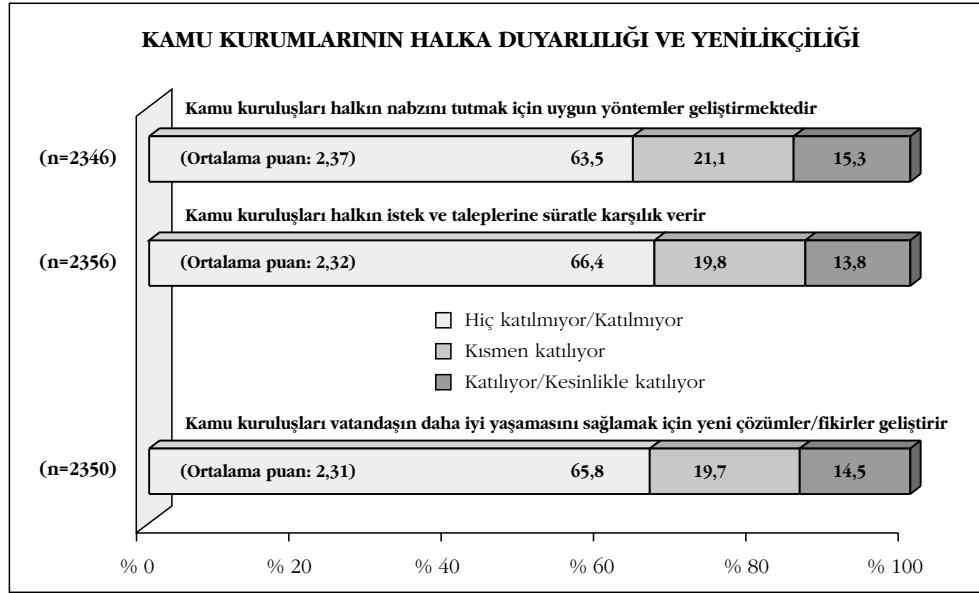 KAMU KURUMLARININ HALKA DUYARLILIĞI VE YENİLİKÇİLİĞİ
Kamu kuruluşları halkın nabzını tutmak için uygun yöntemler geliştirmektedir
(n=2346) (Ortalama puan: 2,37) 63,5 21,1 15,3
Kamu kuruluşları halkın istek ve taleplerine süratle karşılık verir
(n=2356) (Ortalama puan: 2,32) 66,4 19,8 13,8
Hiç katılmıyor/Katılmıyor
Kısmen katılıyor
Katılıyor/Kesinlikle katılıyor
Kamu kuruluşları vatandaşın daha iyi yaşamasını sağlamak için yeni çözümler/fikirler geliştirir
(n=2350) (Ortalama puan: 2,31) 65,8 19,7 14,5
% 0 % 20 % 40 % 60 % 80 % 100